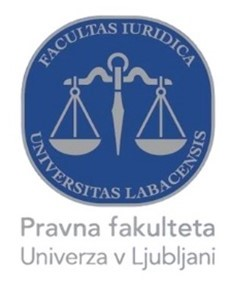 FACULTAS IURIDICA
UNIVERSITAS LABACENSIS
Pravna fakulteta
Univerza v Ljubljani